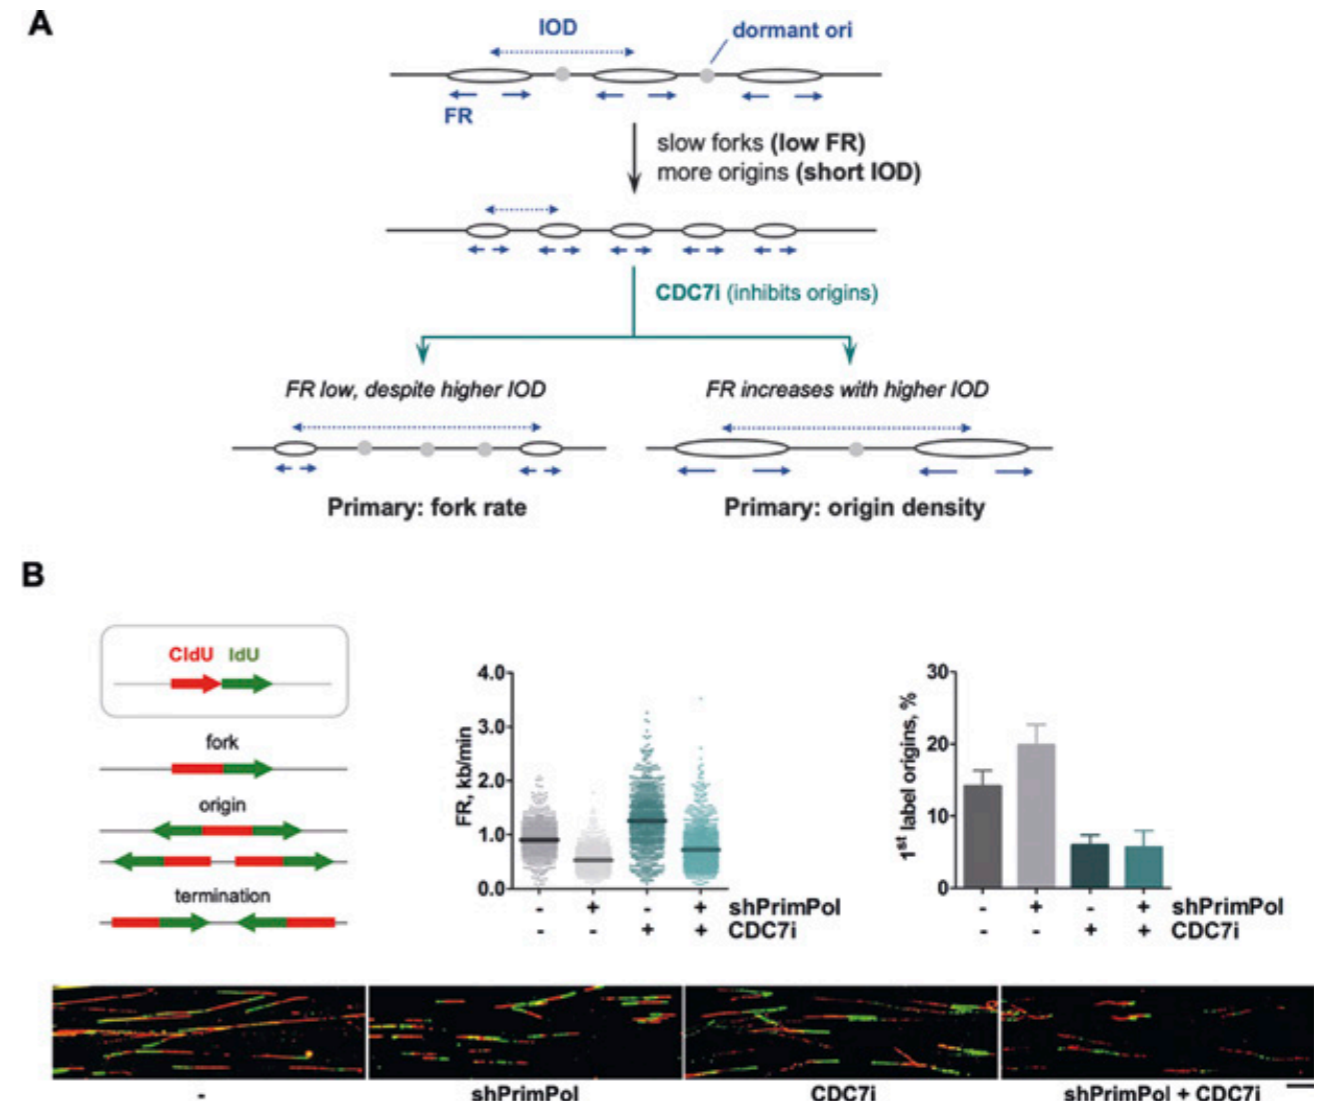 A
IOD
dormant ori
FR
slow forks (low FR)
more origins (short IOD)
CDC7i (inhibits origins)
FR low, despite higher IOD
FR increases with higher IOD
Primary: fork rate
Primary: origin density
B
CldU IdU
fork
origin
termination
FR, kb/min
4.0
3.0
2.0
1.0
0.0
- + - + shPrimPol
- - + + CDC7i
1st label origins, %
30
20
10
0
- + - + shPrimPol
- - + + CDC7i
- shPrimPol CDC7i shPrimPol + CDC7i